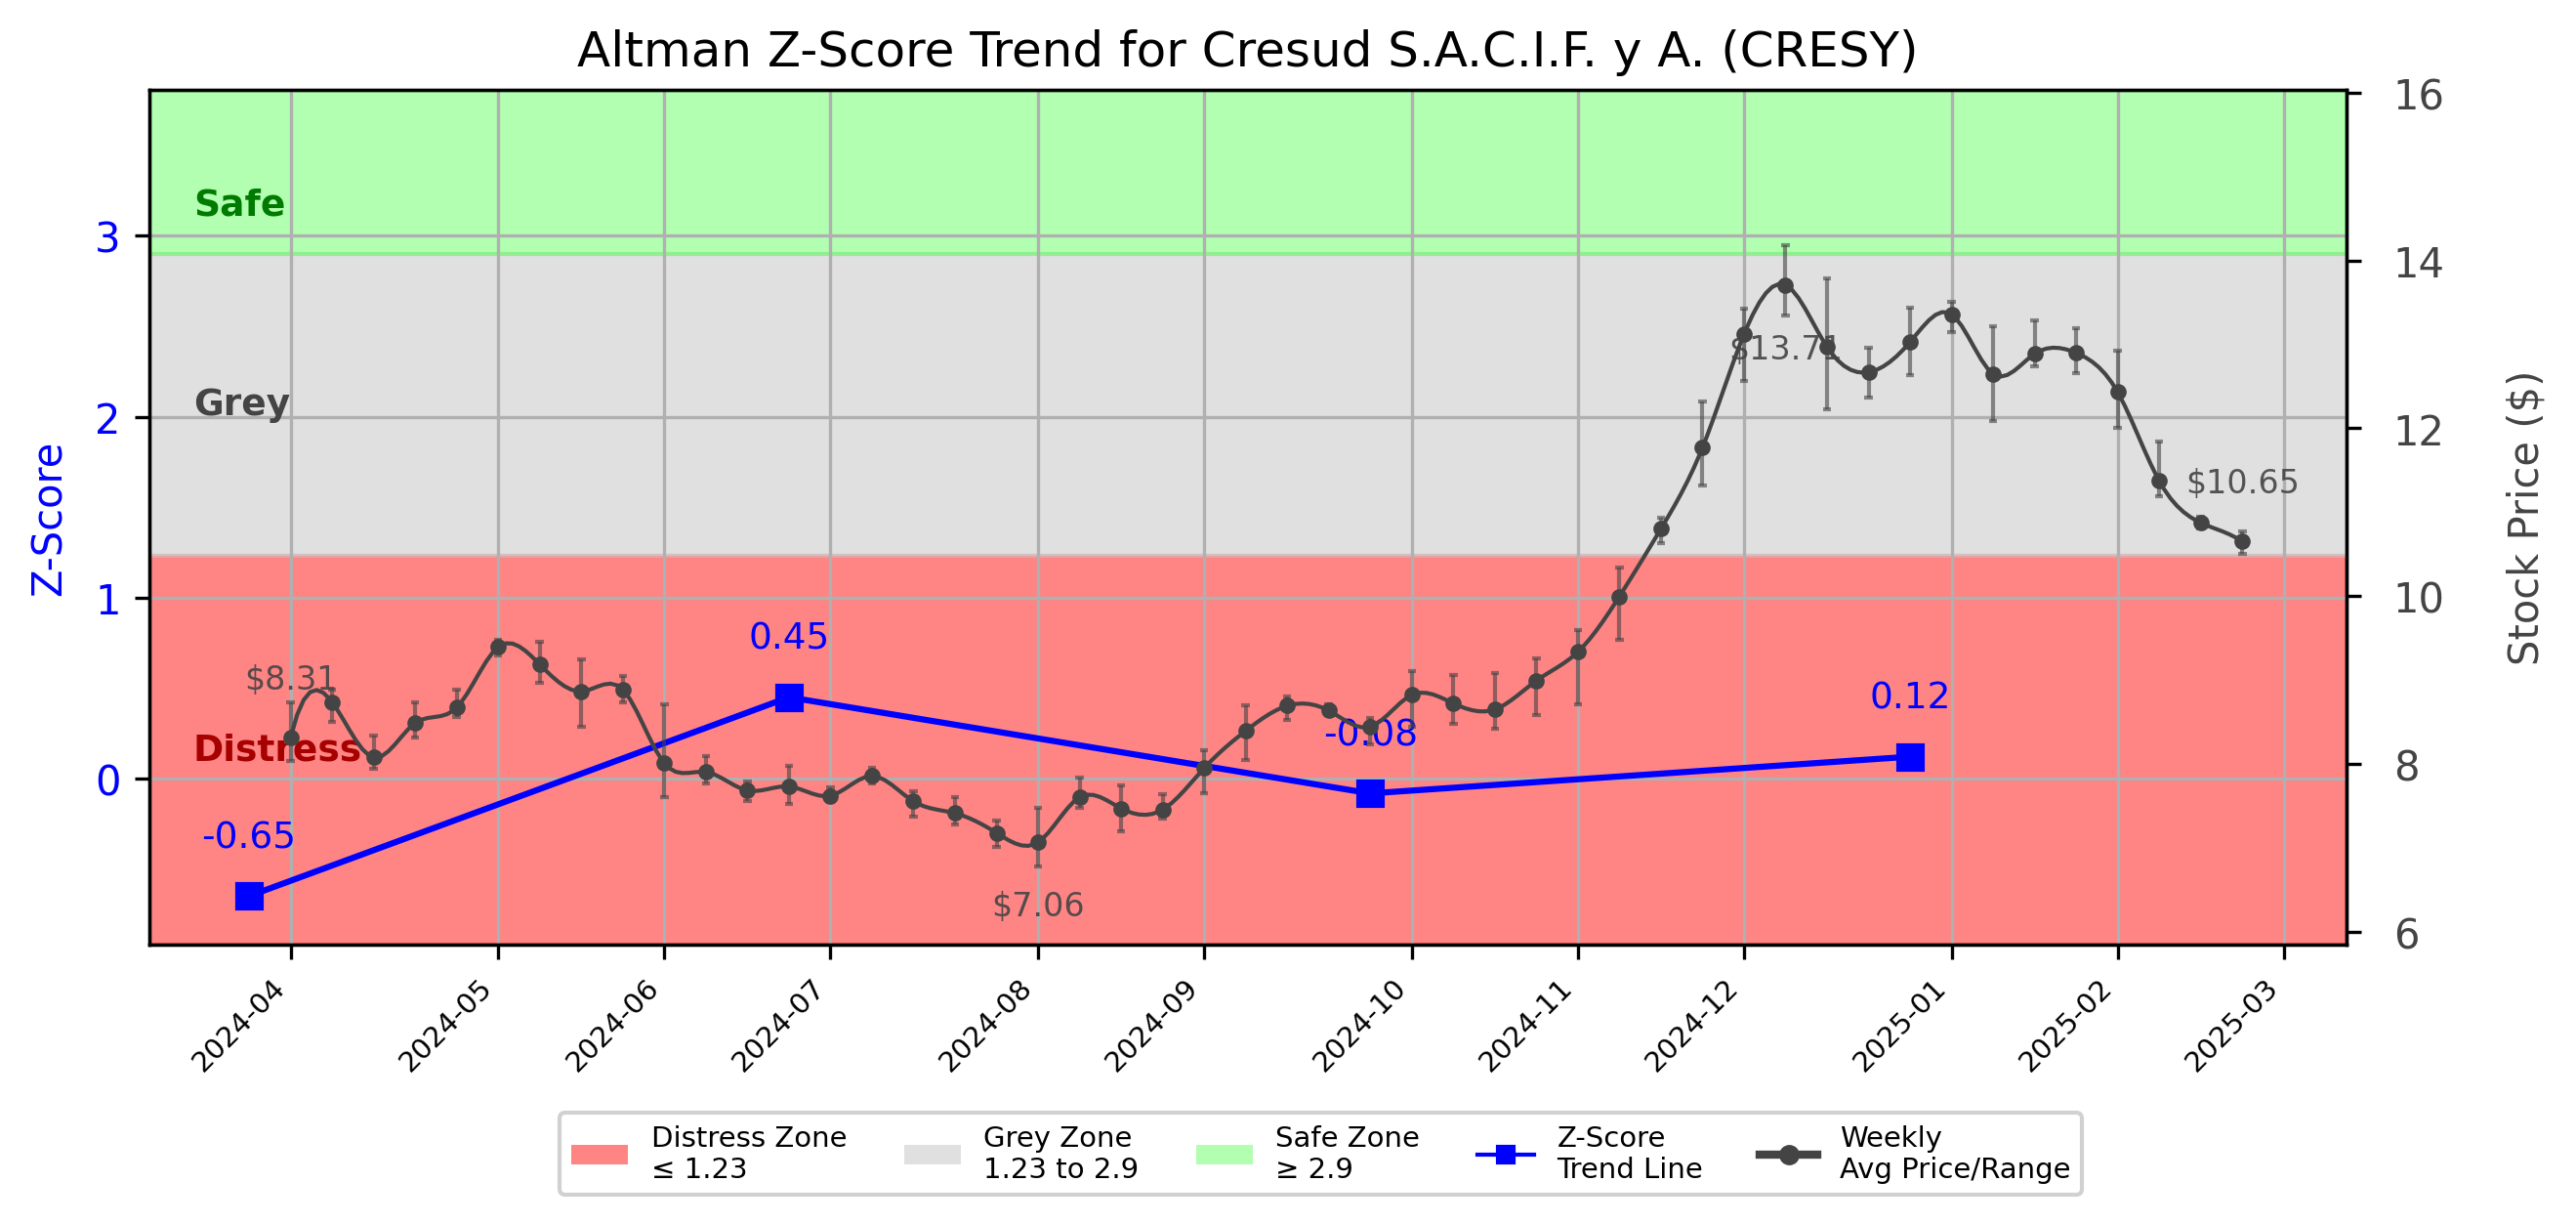 Altman Z-Score Trend for Cresud S.A.C.I.F. y A. (CRESY)
Z-Score
3
2
1
0
Safe
Grey
Distress
-0.65
0.45
-0.08
0.12
$8.31
$7.06
$13.71
$10.65
16
14
12
10
8
6
Stock Price ($)
2024-04
2024-05
2024-06
2024-07
2024-08
2024-09
2024-10
2024-11
2024-12
2025-01
2025-02
2025-03
Distress Zone
≤ 1.23
Grey Zone
1.23 to 2.9
Safe Zone
≥ 2.9
Z-Score
Trend Line
Weekly
Avg Price/Range